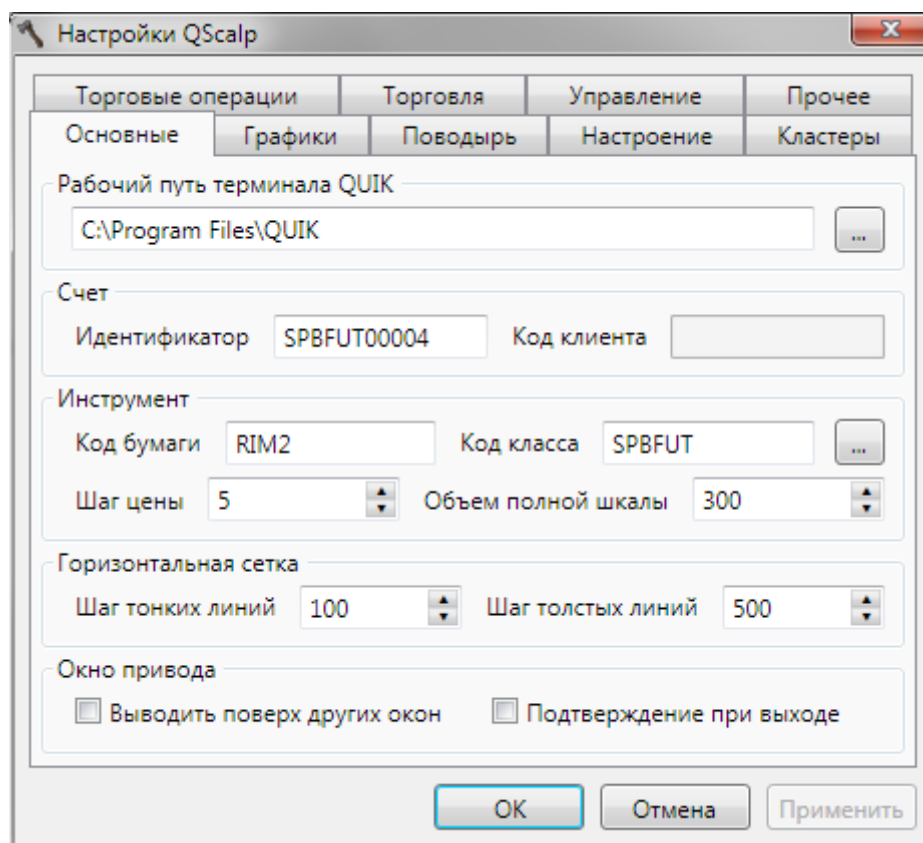 Настройки QScalp
Торговые операции Торговля Управление Прочее
Основные Графики Поводырь Настроение Кластеры
Рабочий путь терминала QUIK
C:\Program Files\QUIK ...
Счет
Идентификатор SPBFUT00004 Код клиента
Инструмент
Код бумаги RIM2 Код класса SPBFUT ...
Шаг цены 5 Объем полной шкалы 300
Горизонтальная сетка
Шаг тонких линий 100 Шаг толстых линий 500
Окно привода
Выводить поверх других окон Подтверждение при выходе
OK Отмена Применить